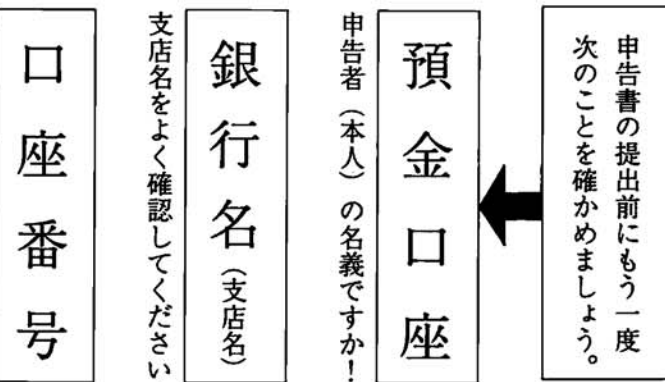 申告書の提出前にもう一度
次のことを確かめましょう。
預金口座
申告者（本人）の名義ですか！
銀行名（支店名）
支店名をよく確認してください
口座番号